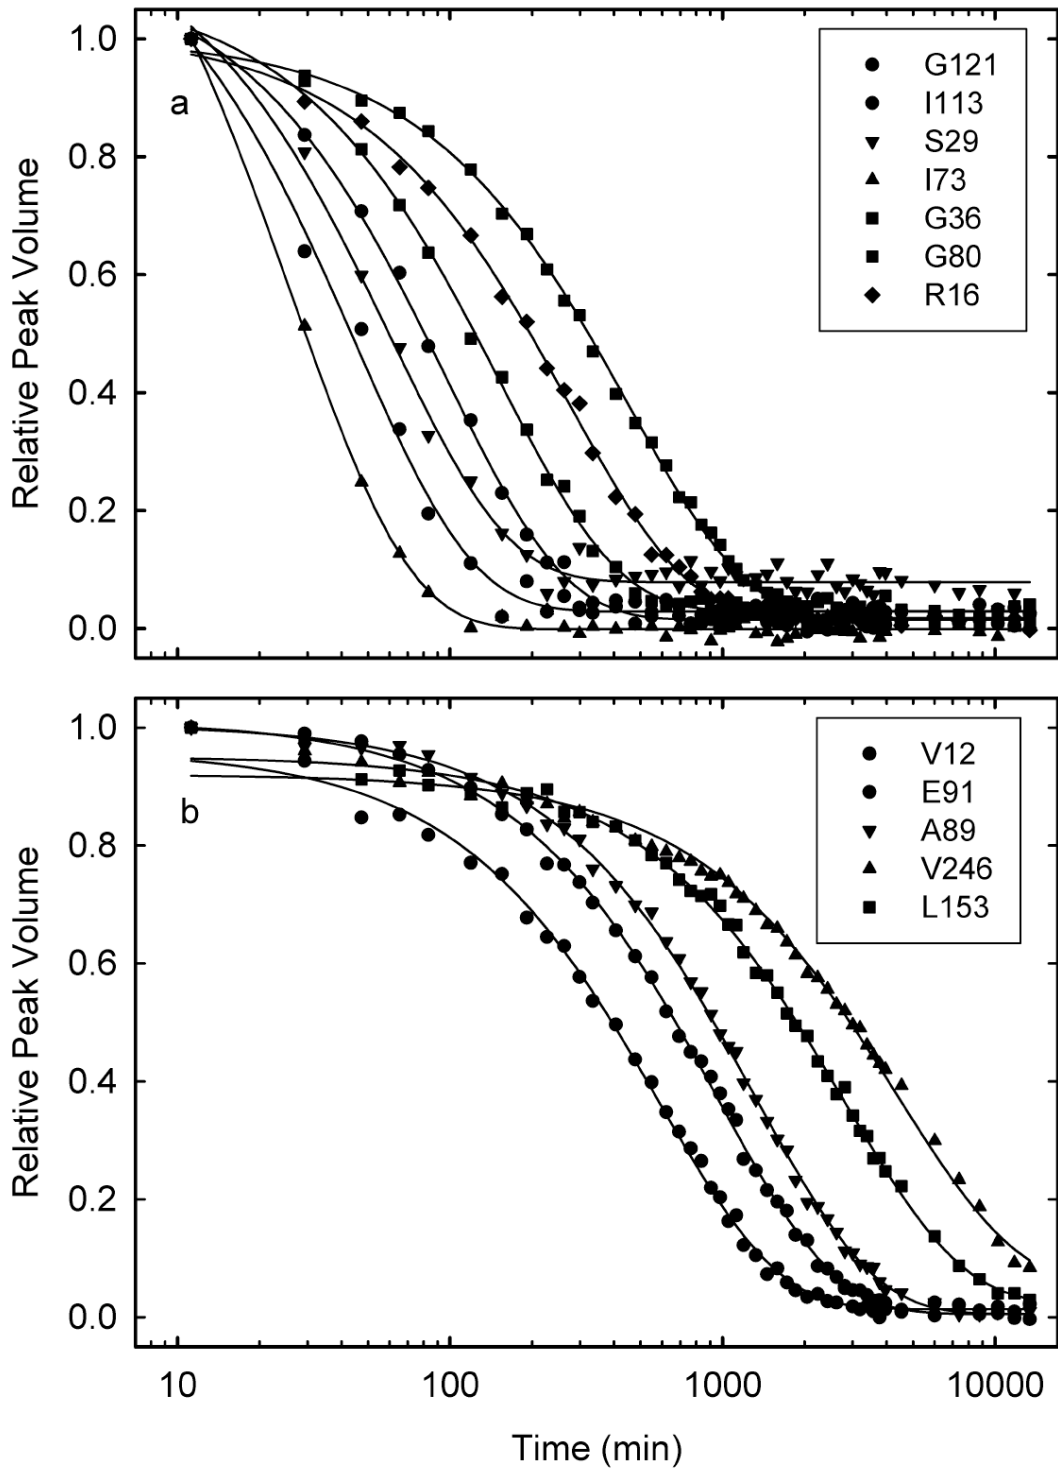 1.0
0.8
0.6
0.4
0.2
0.0
Relative Peak Volume
a
G121
I113
S29
I73
G36
G80
R16
1.0
0.8
0.6
0.4
0.2
0.0
Relative Peak Volume
b
V12
E91
A89
V246
L153
10
100
1000
10000
Time (min)